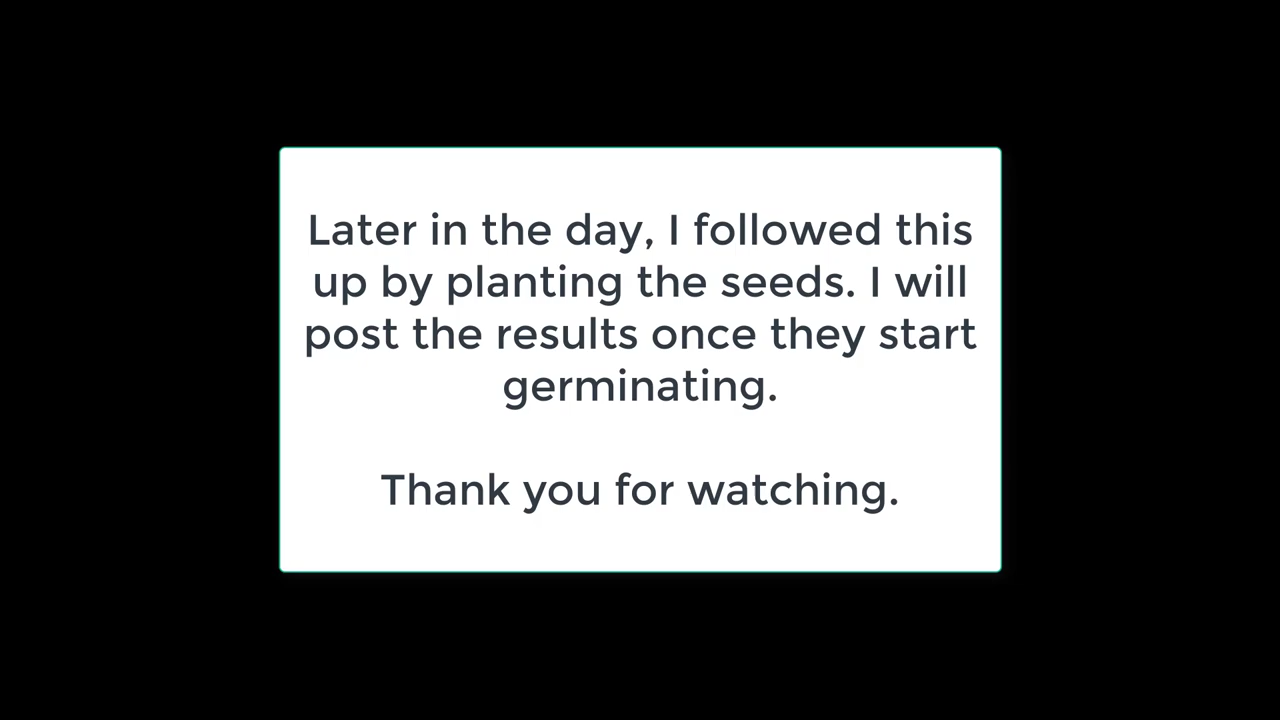 Later in the day, I followed this
up by planting the seeds. I will
post the results once they start
germinating.
Thank you for watching.